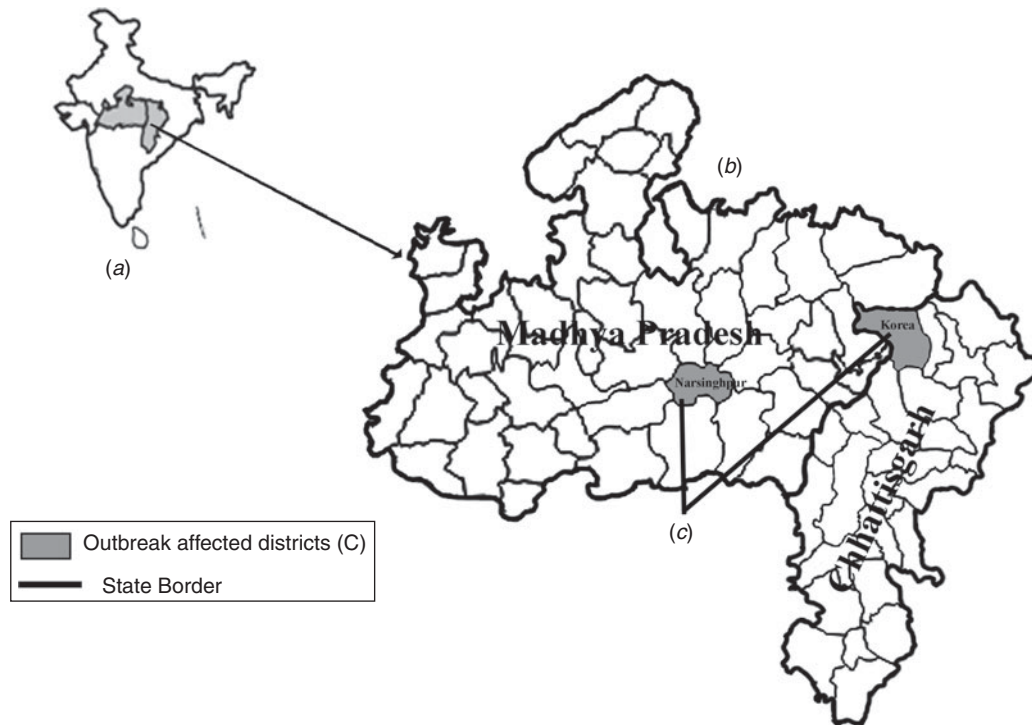 (a)
(b)
Madhya Pradesh
Korea
Narsinghpur
Chhattisgarh
(c)
Outbreak affected districts (C)
State Border